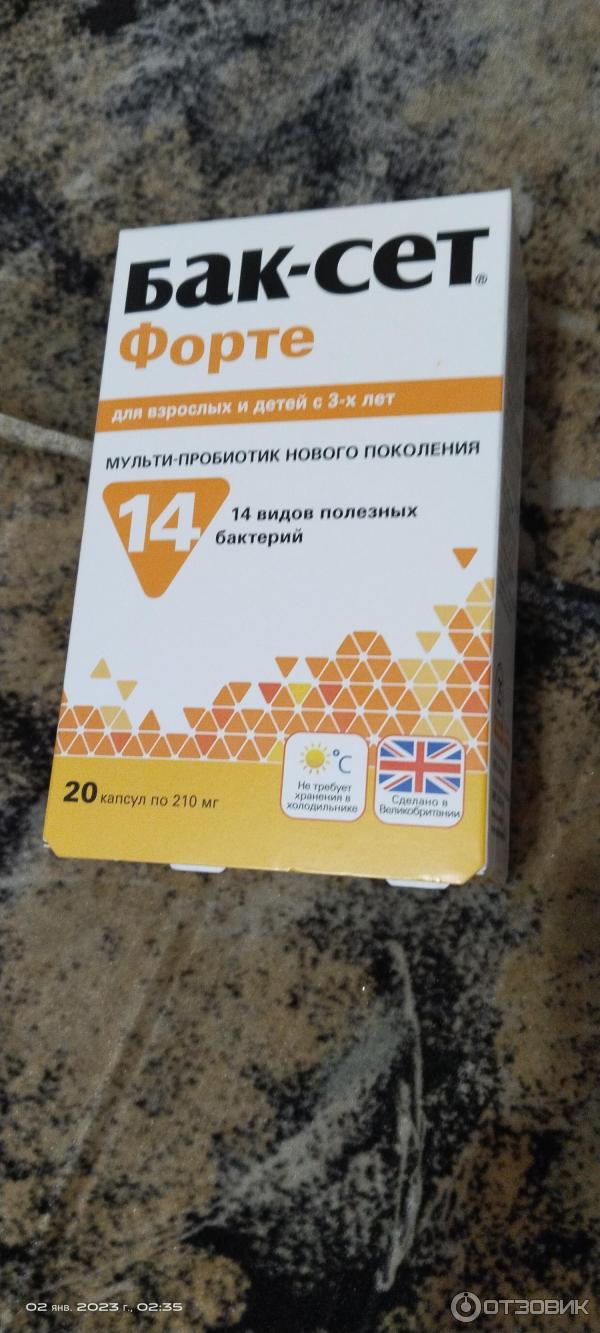 Бак-сет®
Форте
для взрослых и детей с 3-х лет
МУЛЬТИ-ПРОБИОТИК НОВОГО ПОКОЛЕНИЯ
14
14 видов полезных
бактерий
20 капсул по 210 мг
°C
Не требует
хранения в
холодильнике
Сделано в
Великобритании
02 янв. 2023 г., 02:35
ОТЗОВИК